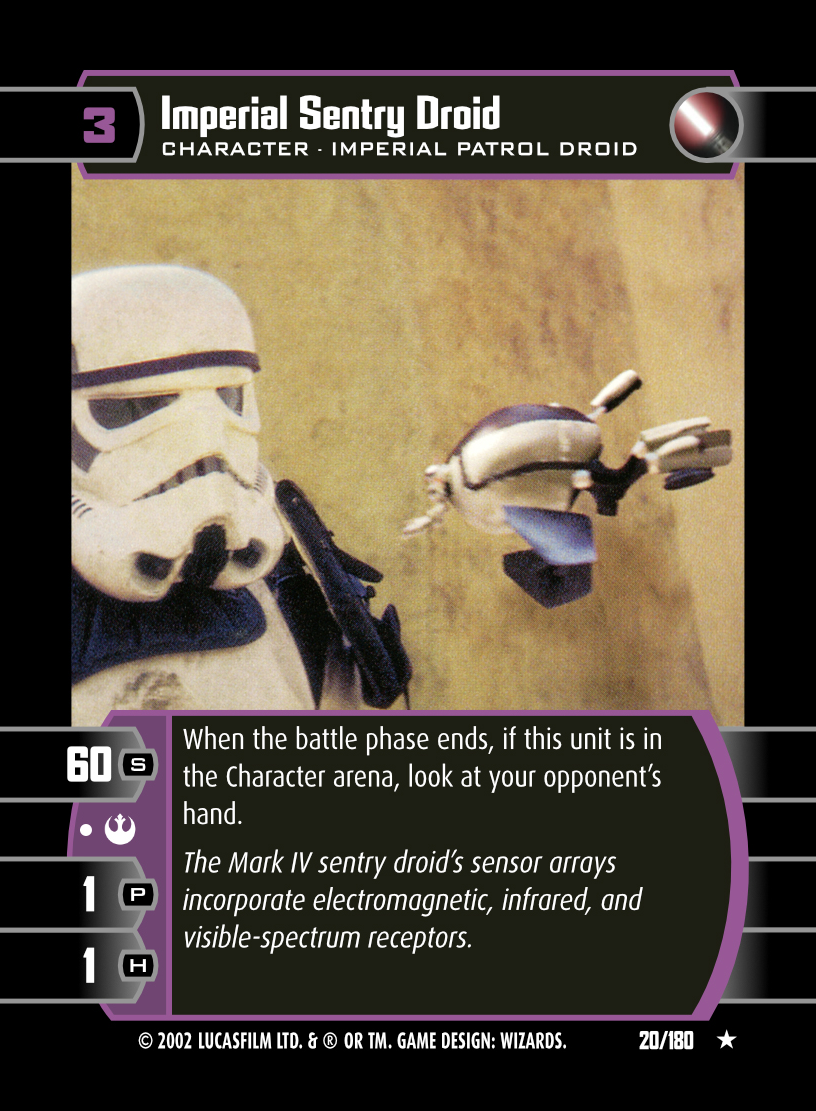 3
Imperial Sentry Droid
CHARACTER · IMPERIAL PATROL DROID
When the battle phase ends, if this unit is in
the Character arena, look at your opponent's
hand.
The Mark IV sentry droid's sensor arrays
incorporate electromagnetic, infrared, and
visible-spectrum receptors.
60 S
1 P
1 H
© 2002 LUCASFILM LTD. & ® OR TM. GAME DESIGN: WIZARDS.
20/180 ★